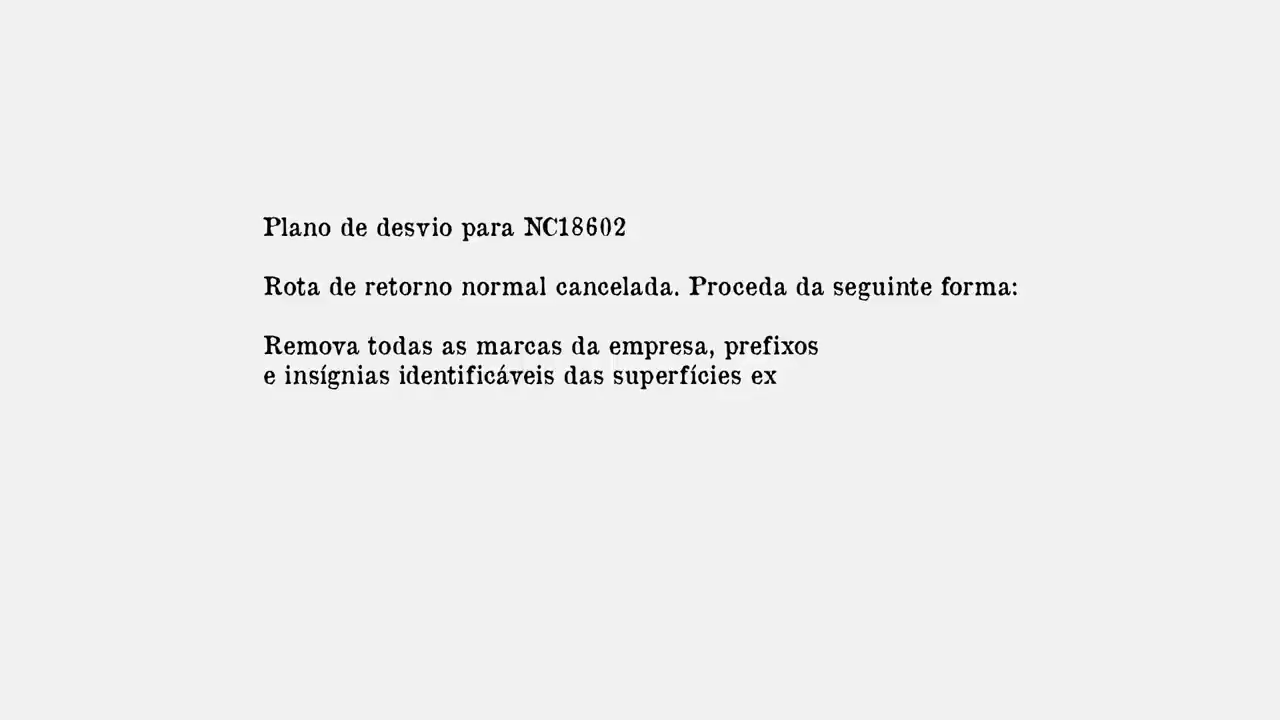 Plano de desvio para NC18602
Rota de retorno normal cancelada. Proceda da seguinte forma:
Remova todas as marcas da empresa, prefixos
e insígnias identificáveis das superfícies ex